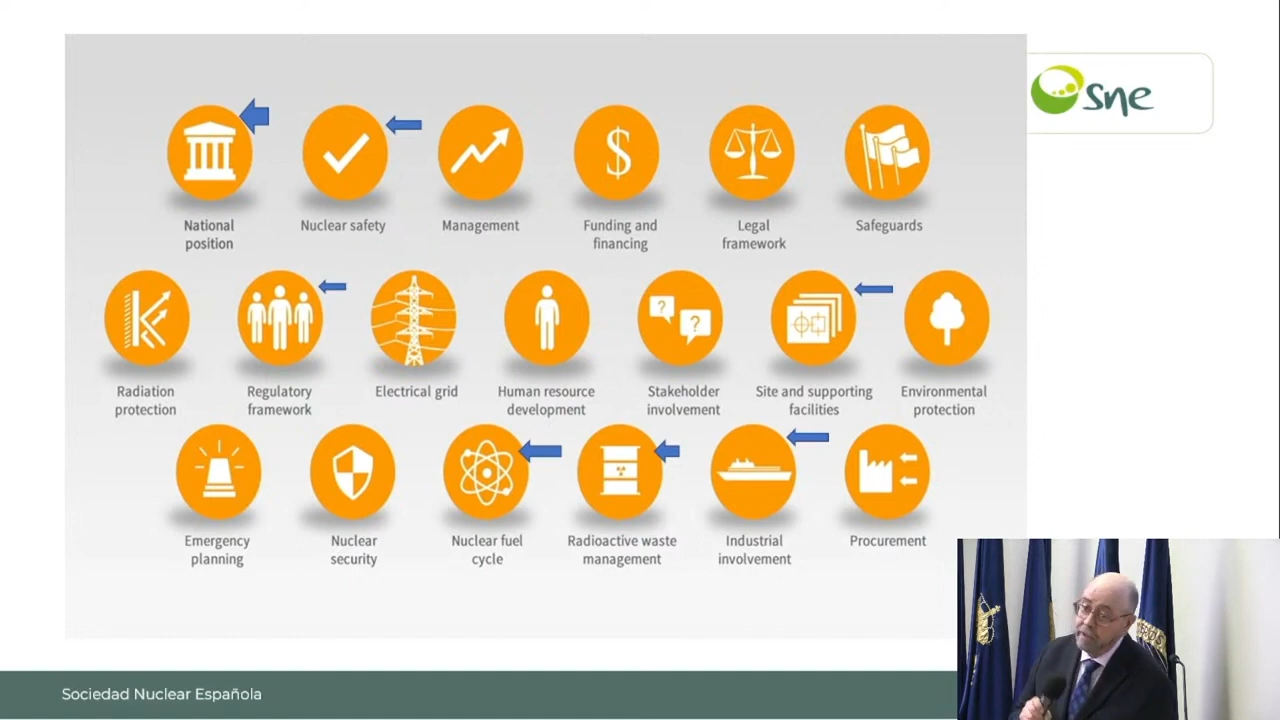 sne
National
position
Nuclear safety
Management
Funding and
financing
Legal
framework
Safeguards
Radiation
protection
Regulatory
framework
Electrical grid
Human resource
development
Stakeholder
involvement
Site and supporting
facilities
Environmental
protection
Emergency
planning
Nuclear
security
Nuclear fuel
cycle
Radioactive waste
management
Industrial
involvement
Procurement
Sociedad Nuclear Española